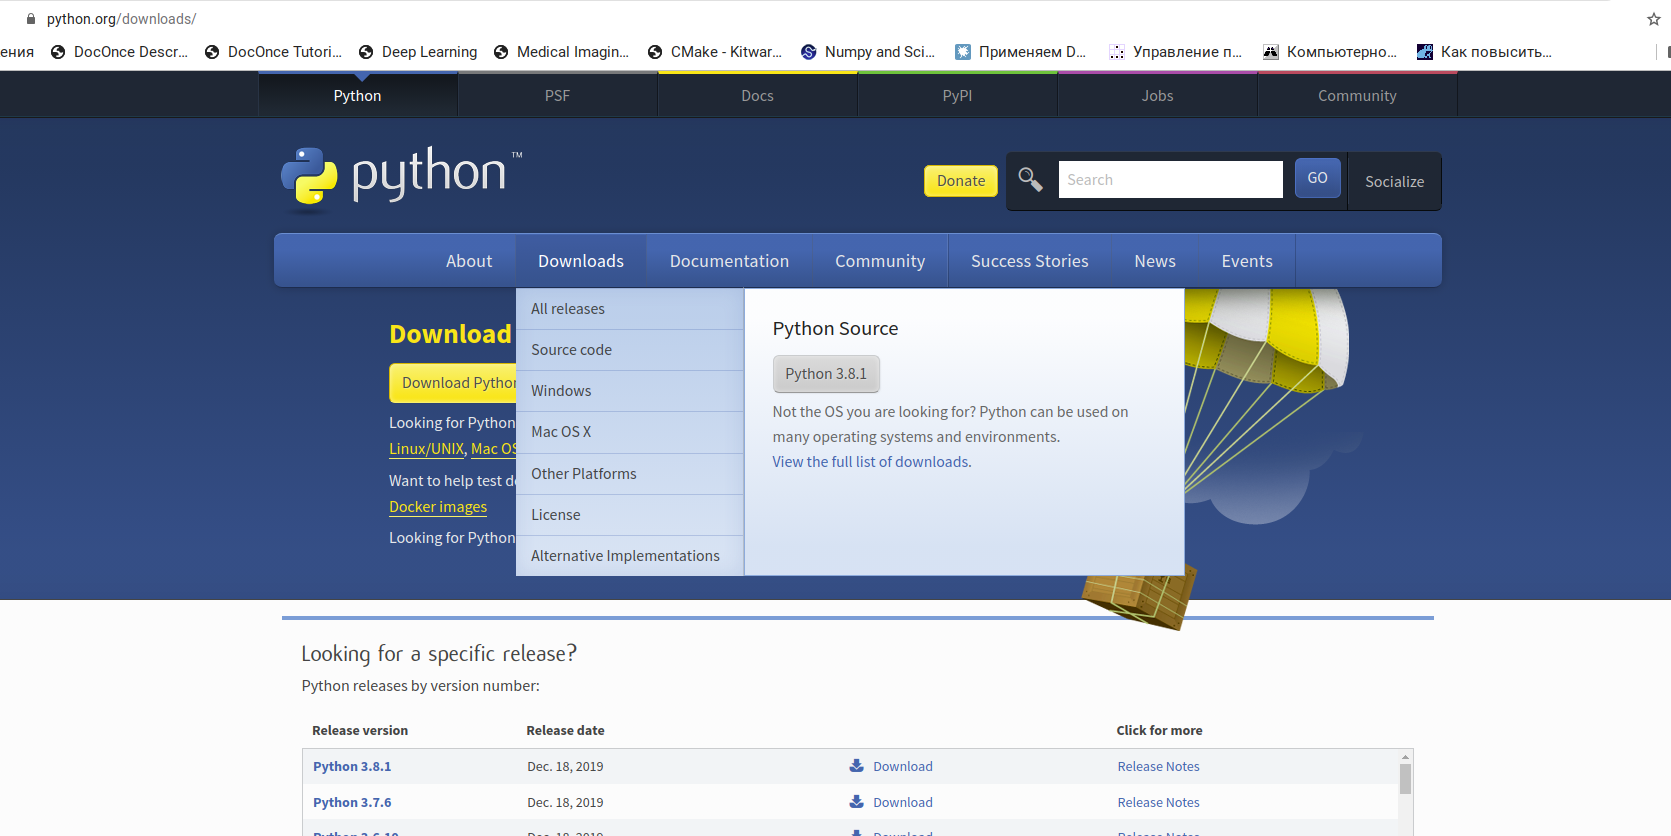 python.org/downloads/
ения DocOnce Descr... DocOnce Tutori... Deep Learning Medical Imagin... CMake - Kitwar... Numpy and Sci... Применяем D... Управление п... Компьютерно... Как повысить...
Python PSF Docs PyPI Jobs Community
python™
Donate Search GO Socialize
About Downloads Documentation Community Success Stories News Events
Download
Download Python
Looking for Python
Linux/UNIX, Mac OS
Want to help test
Docker images
Looking for Python
All releases
Source code
Windows
Mac OS X
Other Platforms
License
Alternative Implementations
Python Source
Python 3.8.1
Not the OS you are looking for? Python can be used on
many operating systems and environments.
View the full list of downloads.
Looking for a specific release?
Python releases by version number:
Release version Release date Click for more
Python 3.8.1 Dec. 18, 2019 Download Release Notes
Python 3.7.6 Dec. 18, 2019 Download Release Notes